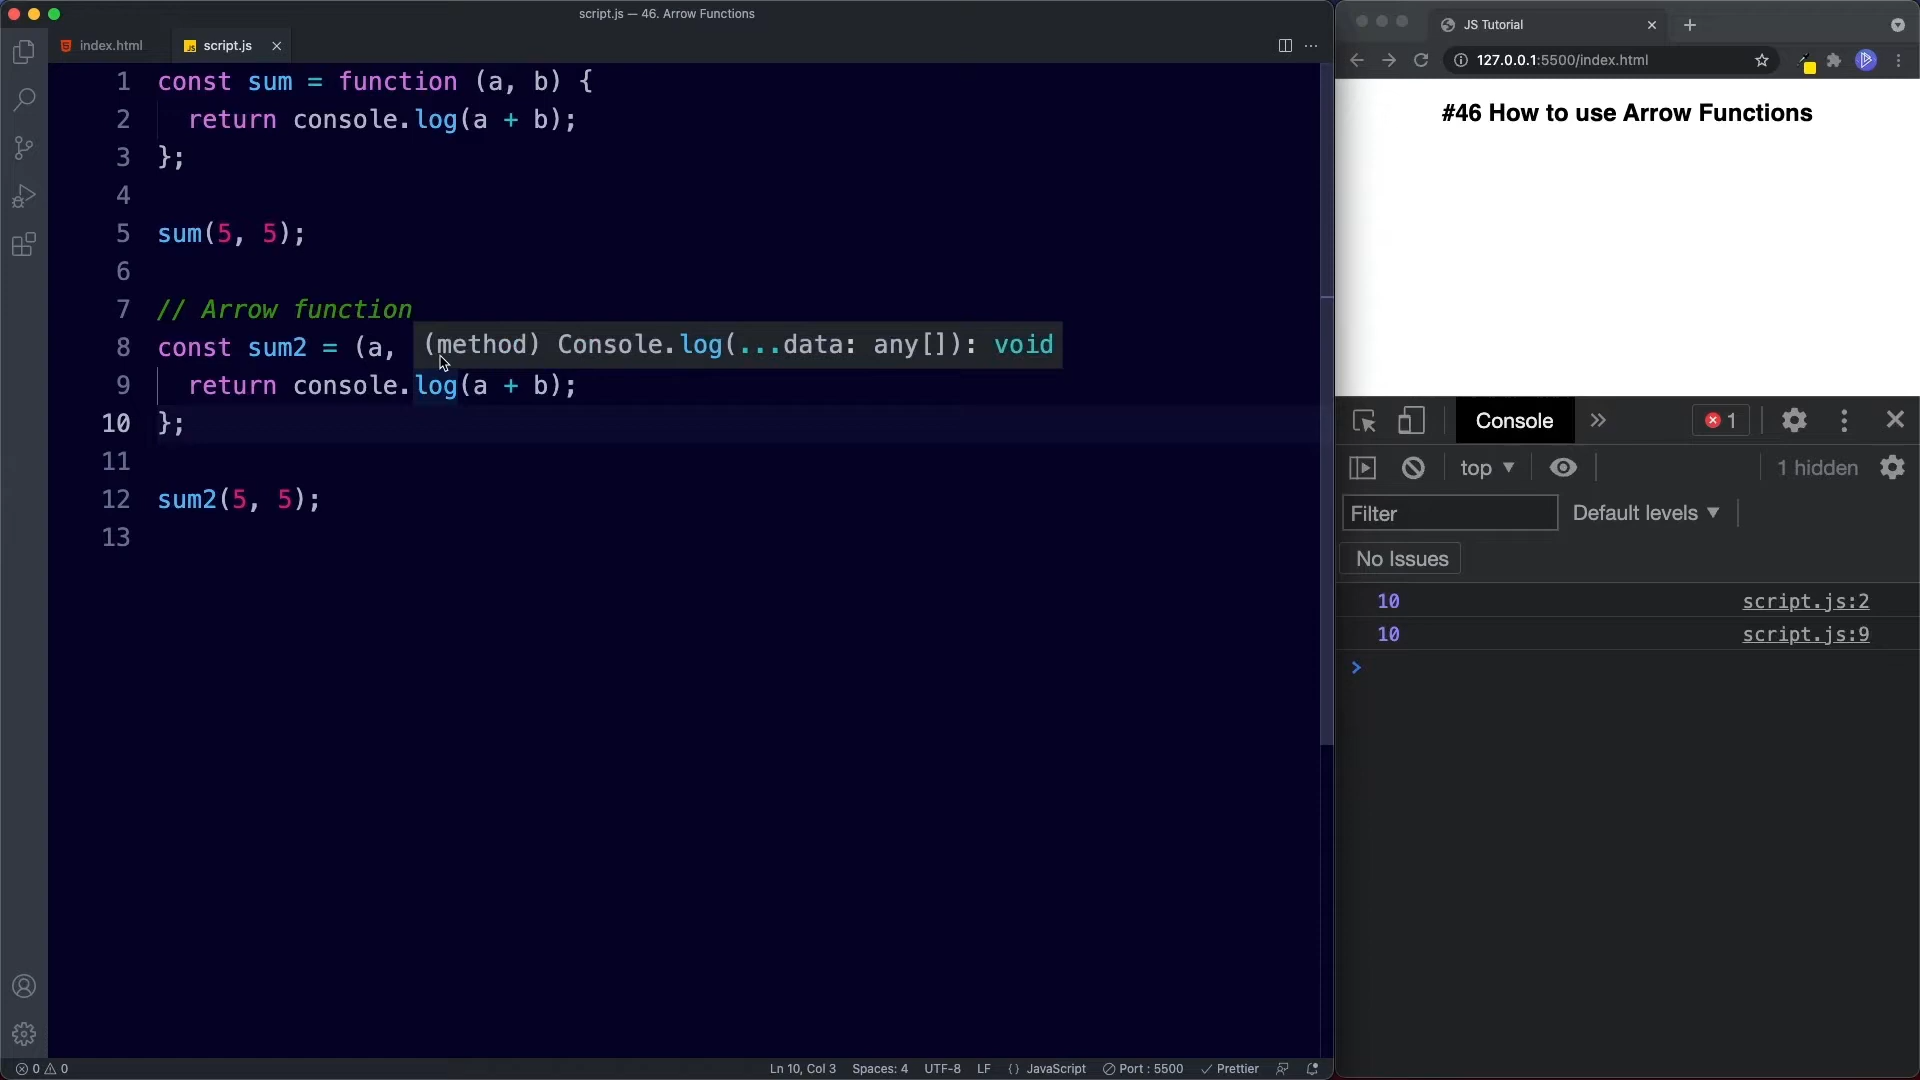 script.js — 46. Arrow Functions
index.html
script.js
1 const sum = function (a, b) {
2 return console.log(a + b);
3 };
4
5 sum(5, 5);
6
7 // Arrow function
8 const sum2 = (a,
(method) Console.log(...data: any[]): void
9 return console.log(a + b);
10 };
11
12 sum2(5, 5);
13
0 0
Ln 10, Col 3 Spaces: 4 UTF-8 LF {} JavaScript Port : 5500 Prettier
JS Tutorial
127.0.0.1:5500/index.html
#46 How to use Arrow Functions
Console » 1
top 1 hidden
Filter Default levels
No Issues
10 script.js:2
10 script.js:9
>